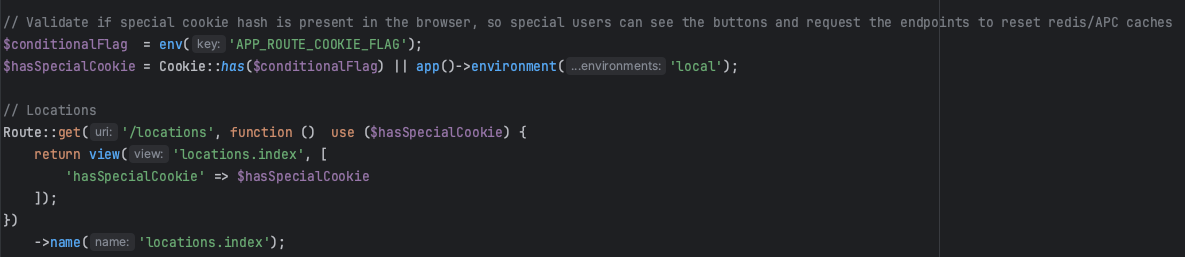 // Validate if special cookie hash is present in the browser, so special users can see the buttons and request the endpoints to reset redis/APC caches
$conditionalFlag  = env( key: 'APP_ROUTE_COOKIE_FLAG');
$hasSpecialCookie = Cookie::has($conditionalFlag) || app()->environment( ...environments: 'local');

// Locations
Route::get( uri: '/locations', function ()  use ($hasSpecialCookie) {
    return view( view: 'locations.index', [
        'hasSpecialCookie' => $hasSpecialCookie
    ]);
})
    ->name( name: 'locations.index');